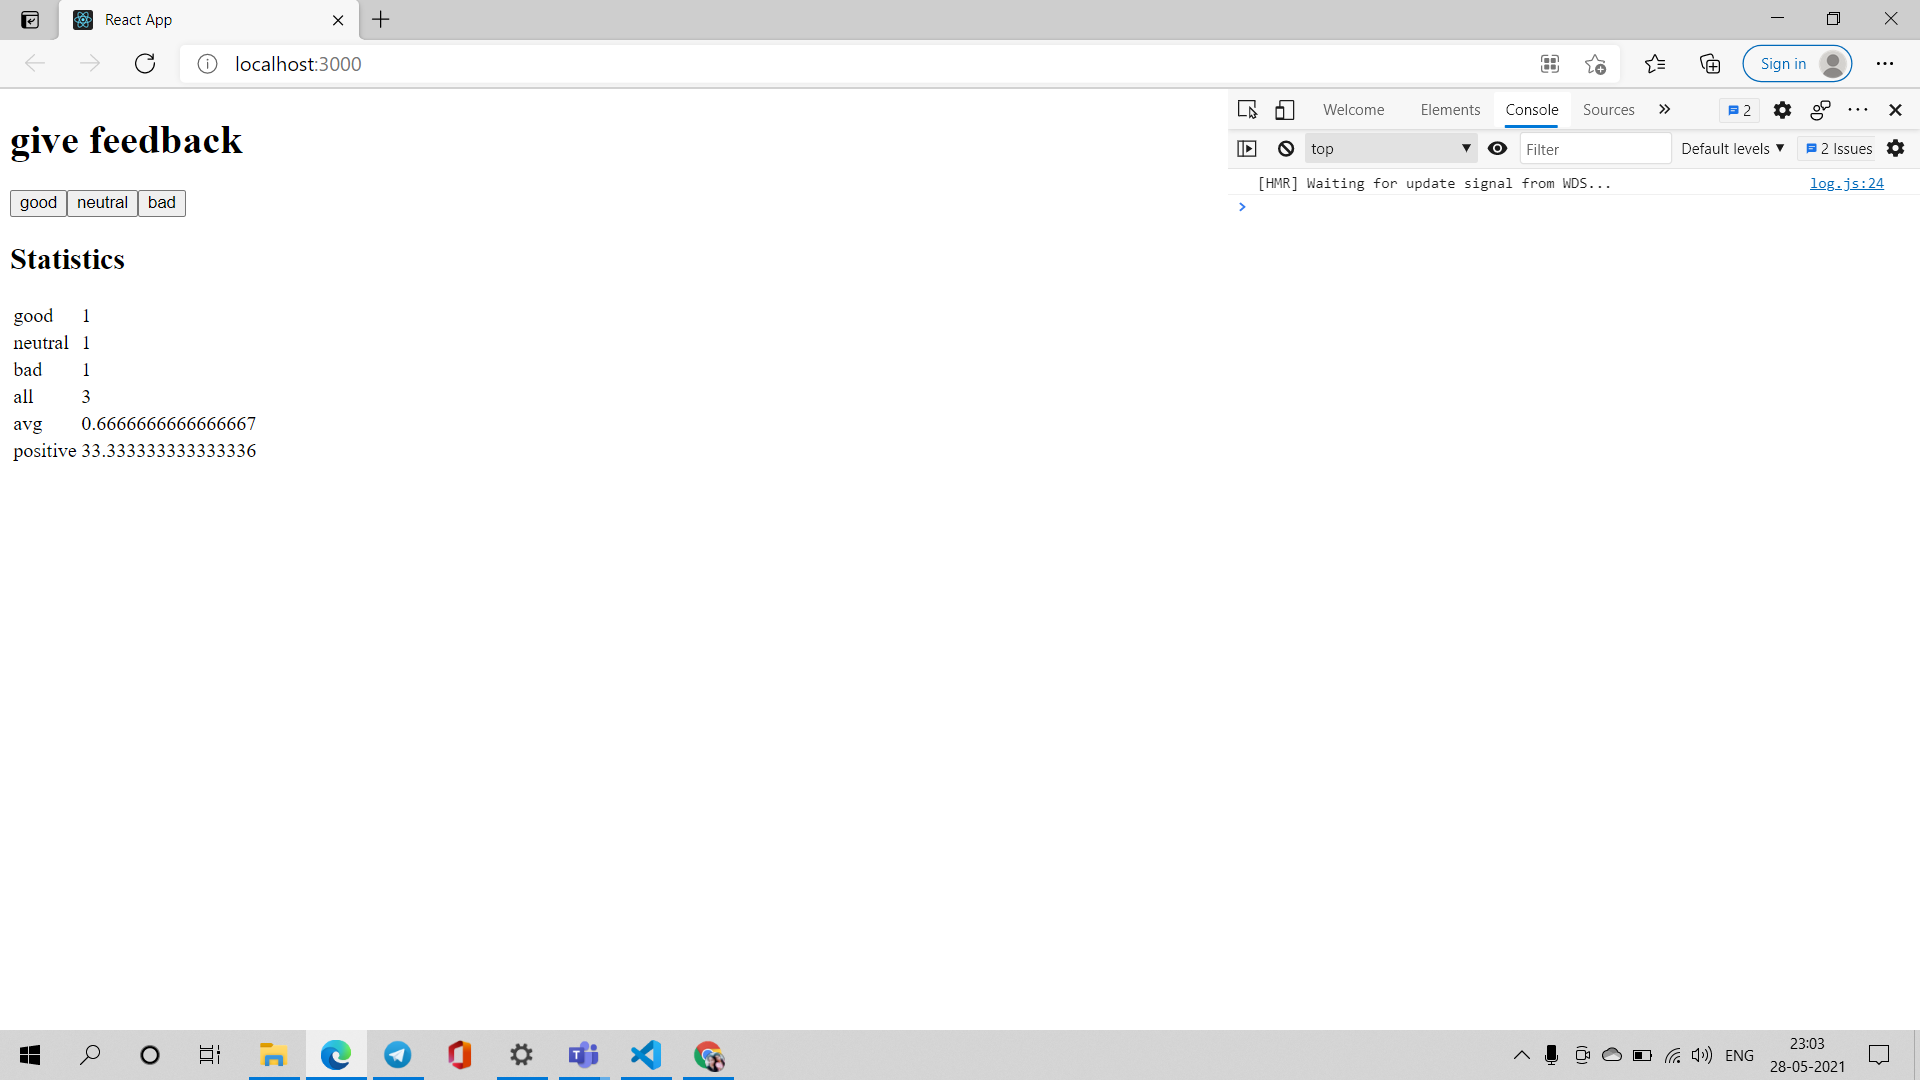 React App
localhost:3000
Sign in
give feedback
good neutral bad
Statistics
good 1
neutral 1
bad 1
all 3
avg 0.6666666666666667
positive 33.333333333333336
Welcome Elements Console Sources 2
top Filter Default levels 2 Issues
[HMR] Waiting for update signal from WDS... log.js:24
ENG
23:03
28-05-2021